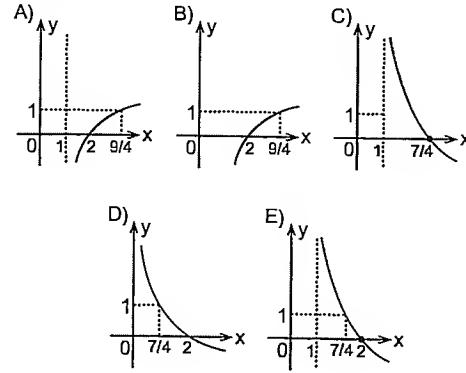 A) y
1
0 1 2 9/4 x
B) y
1
0 2 9/4 x
C) y
1
0 1 7/4 x
D) y
1
0 7/4 2 x
E) y
1
0 1 7/4 2 x